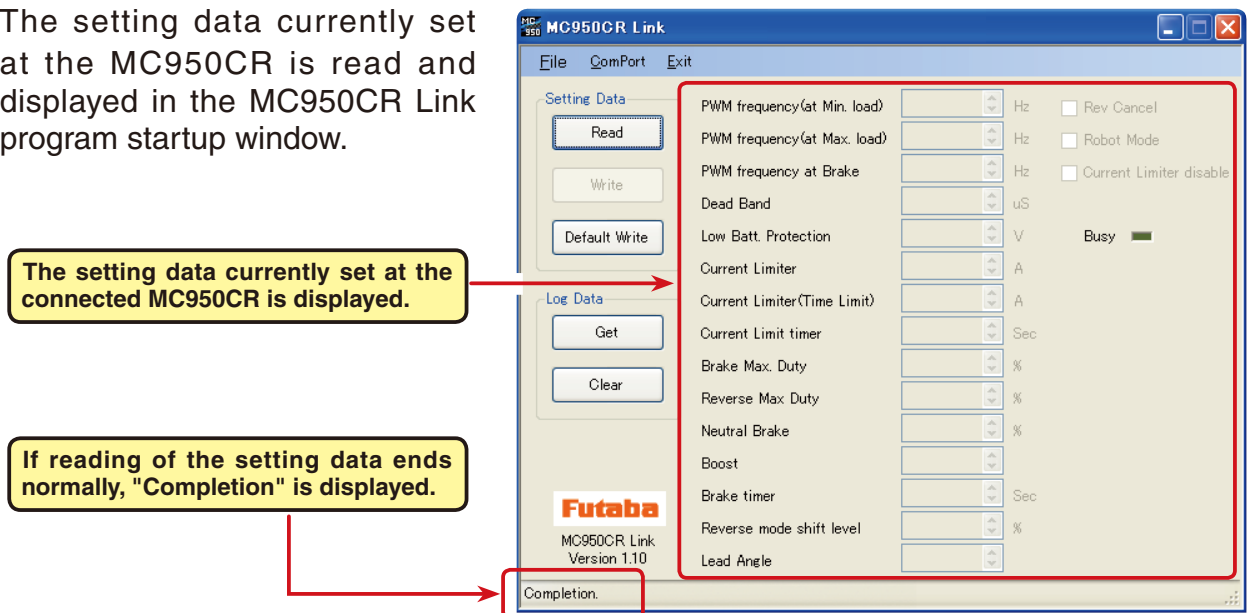 The setting data currently set
at the MC950CR is read and
displayed in the MC950CR Link
program startup window.
The setting data currently set at the
connected MC950CR is displayed.
If reading of the setting data ends
normally, "Completion" is displayed.
MC-
950
MC950CR Link
File ComPort Exit
Setting Data
Read
Write
Default Write
Log Data
Get
Clear
Futaba
MC950CR Link
Version 1.10
PWM frequency(at Min. load) Hz
PWM frequency(at Max. load) Hz
PWM frequency at Brake Hz
Dead Band uS
Low Batt. Protection V
Current Limiter A
Current Limiter(Time Limit) A
Current Limit timer Sec
Brake Max. Duty %
Reverse Max Duty %
Neutral Brake %
Boost
Brake timer Sec
Reverse mode shift level %
Lead Angle
Rev Cancel
Robot Mode
Current Limiter disable
Busy
Completion.